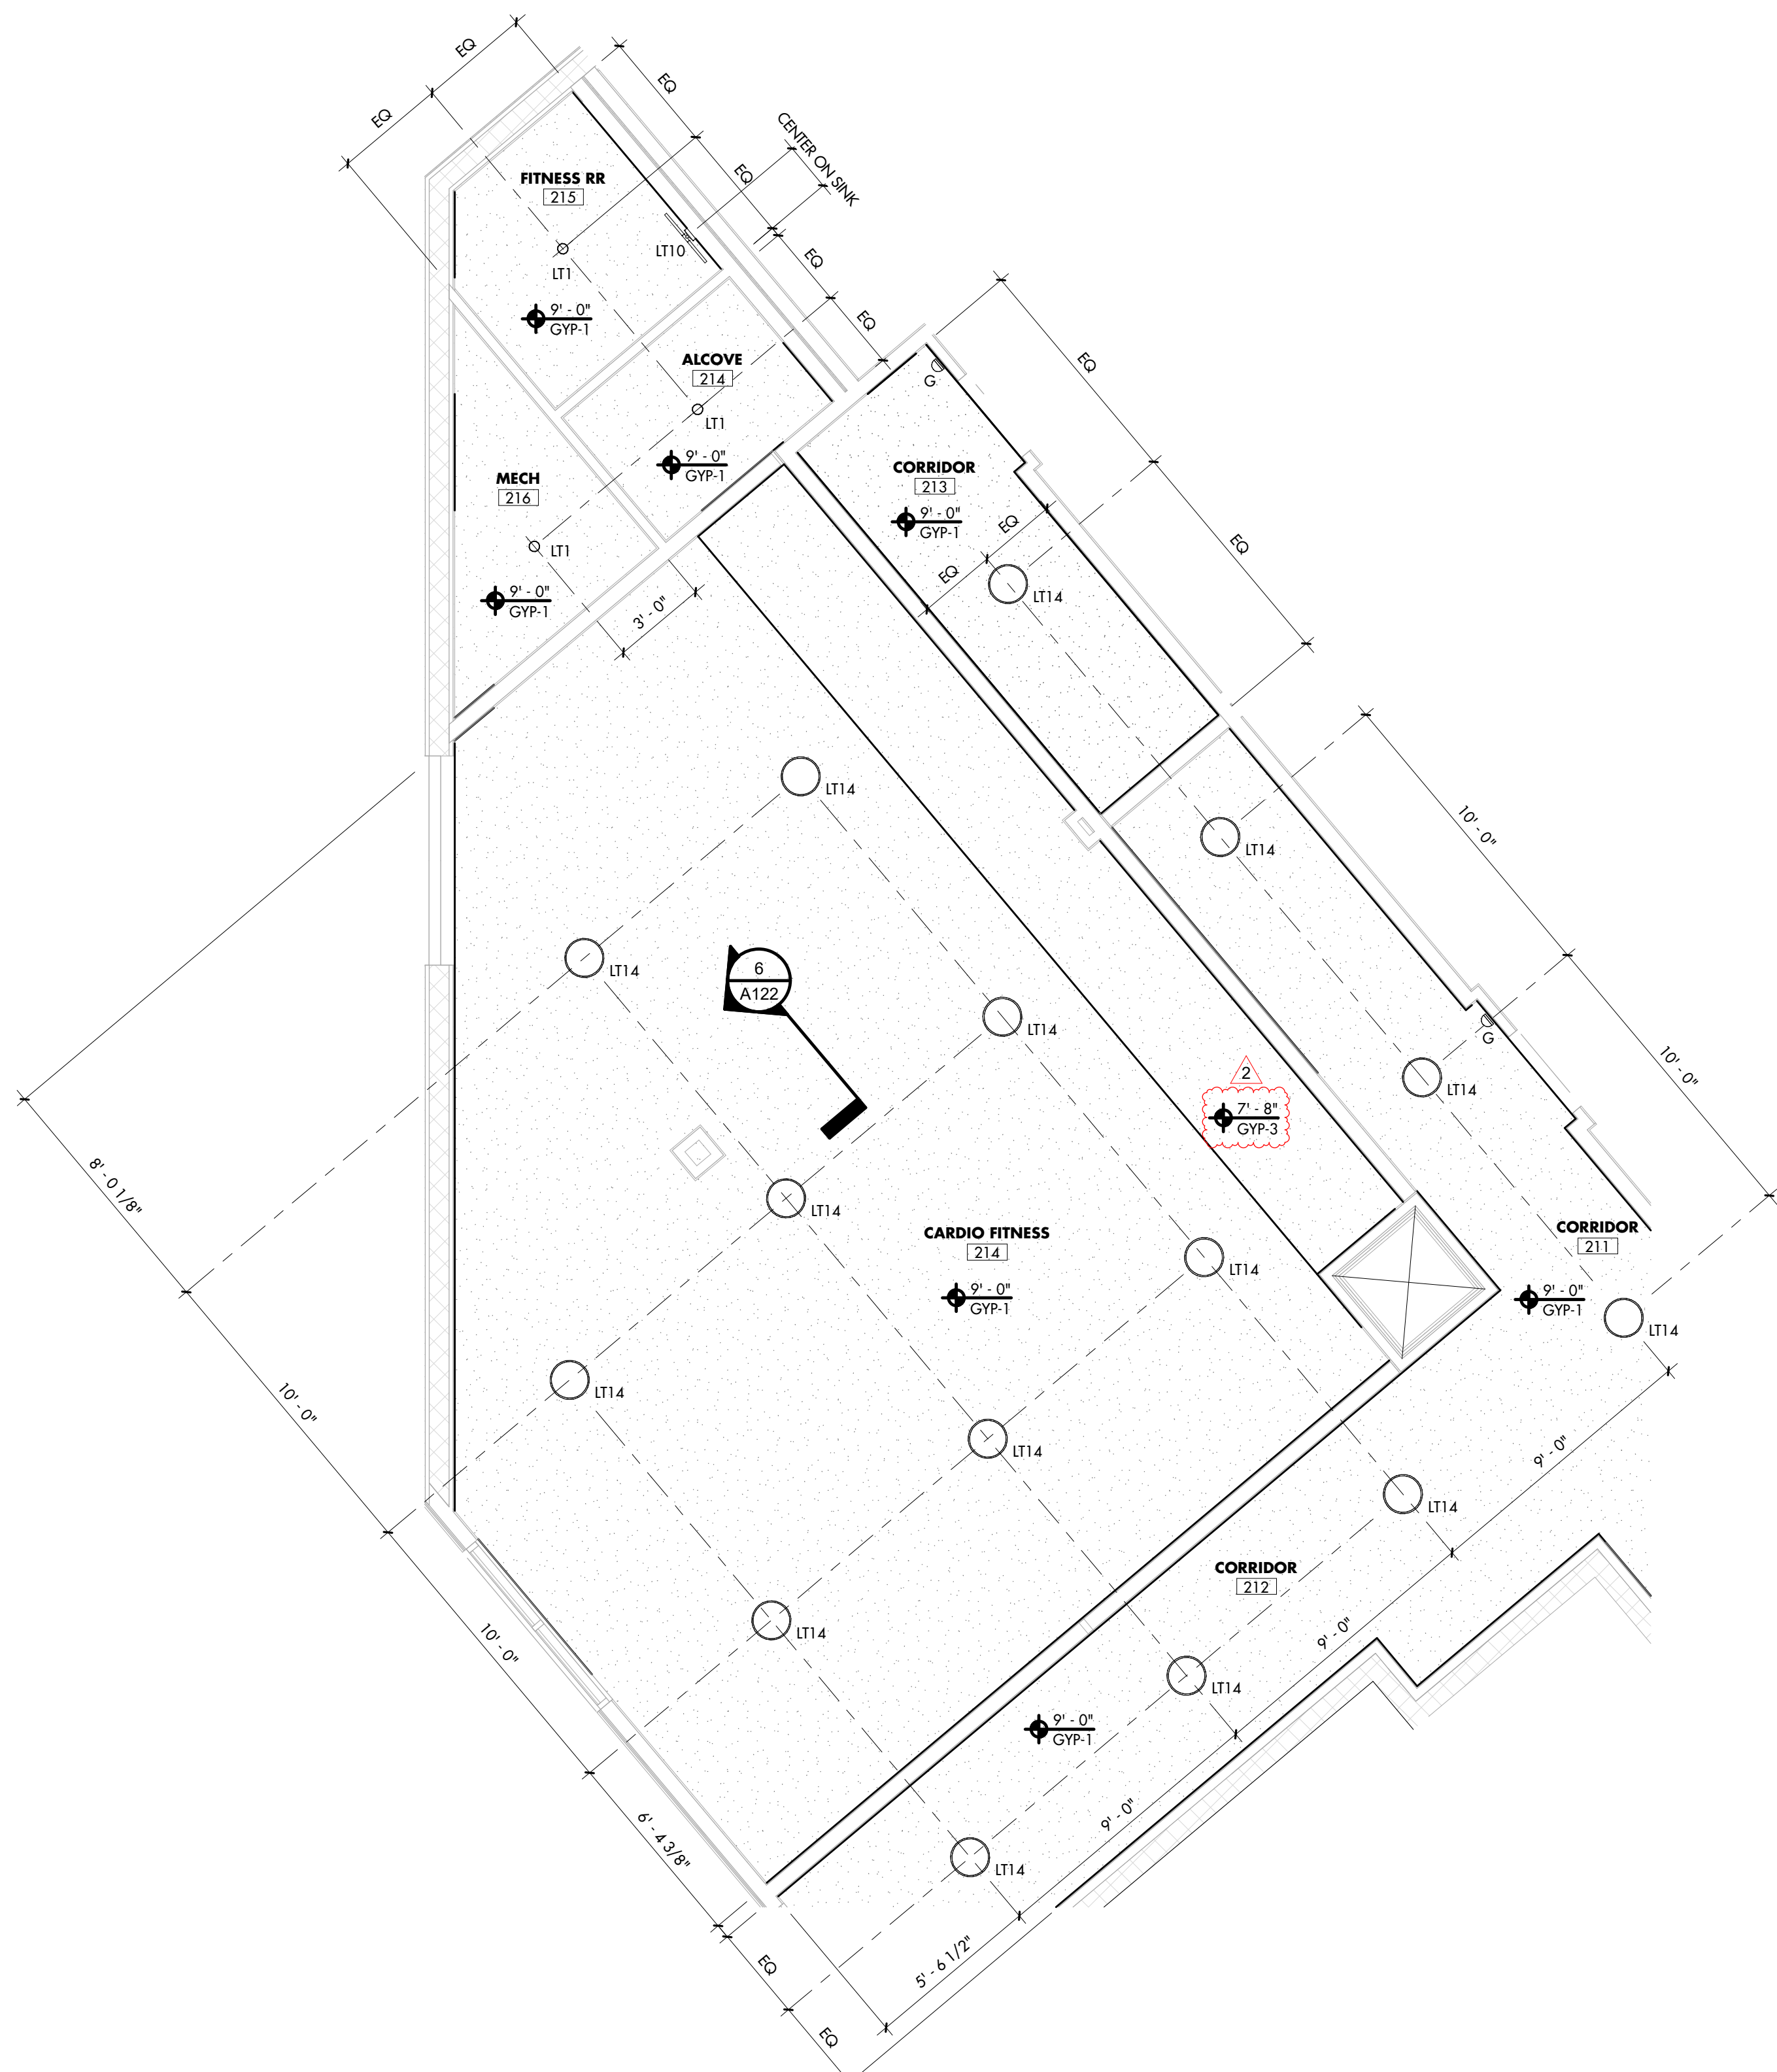 EQ
EQ
EQ
EQ
CENTER ON SINK
EQ
EQ
FITNESS RR
215
LT10
LT1
9' - 0"
GYP-1
ALCOVE
214
LT1
9' - 0"
GYP-1
MECH
216
LT1
9' - 0"
GYP-1
3' - 0"
G
CORRIDOR
213
9' - 0"
GYP-1
EQ
EQ
EQ
EQ
LT14
LT14
LT14
10' - 0"
LT14
6
A122
LT14
G
LT14
10' - 0"
2
7' - 8"
GYP-3
8' - 0 1/8"
LT14
CARDIO FITNESS
214
9' - 0"
GYP-1
LT14
CORRIDOR
211
9' - 0"
GYP-1
LT14
10' - 0"
LT14
LT14
9' - 0"
LT14
10' - 0"
LT14
CORRIDOR
212
9' - 0"
LT14
9' - 0"
GYP-1
6' - 4 3/8"
9' - 0"
LT14
EQ
5' - 6 1/2"
EQ